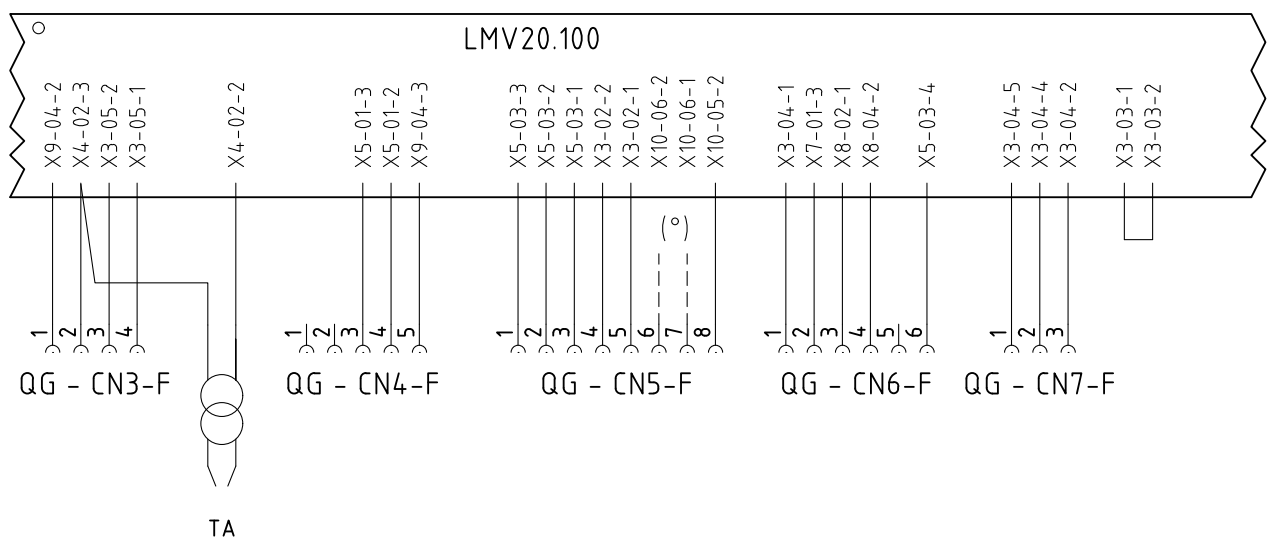 LMV20.100
X9-04-2
X4-02-3
X3-05-2
X3-05-1
X4-02-2
X5-01-3
X5-01-2
X9-04-3
X5-03-3
X5-03-2
X5-03-1
X3-02-2
X3-02-1
X10-06-2
X10-06-1
X10-05-2
X3-04-1
X7-01-3
X8-02-1
X8-04-2
X5-03-4
X3-04-5
X3-04-4
X3-04-2
X3-03-1
X3-03-2
(°)
1 2 3 4
1 2 3 4 5
1 2 3 4 5 6 7 8
1 2 3 4 5 6
1 2 3
QG - CN3-F
QG - CN4-F
QG - CN5-F
QG - CN6-F
QG - CN7-F
TA